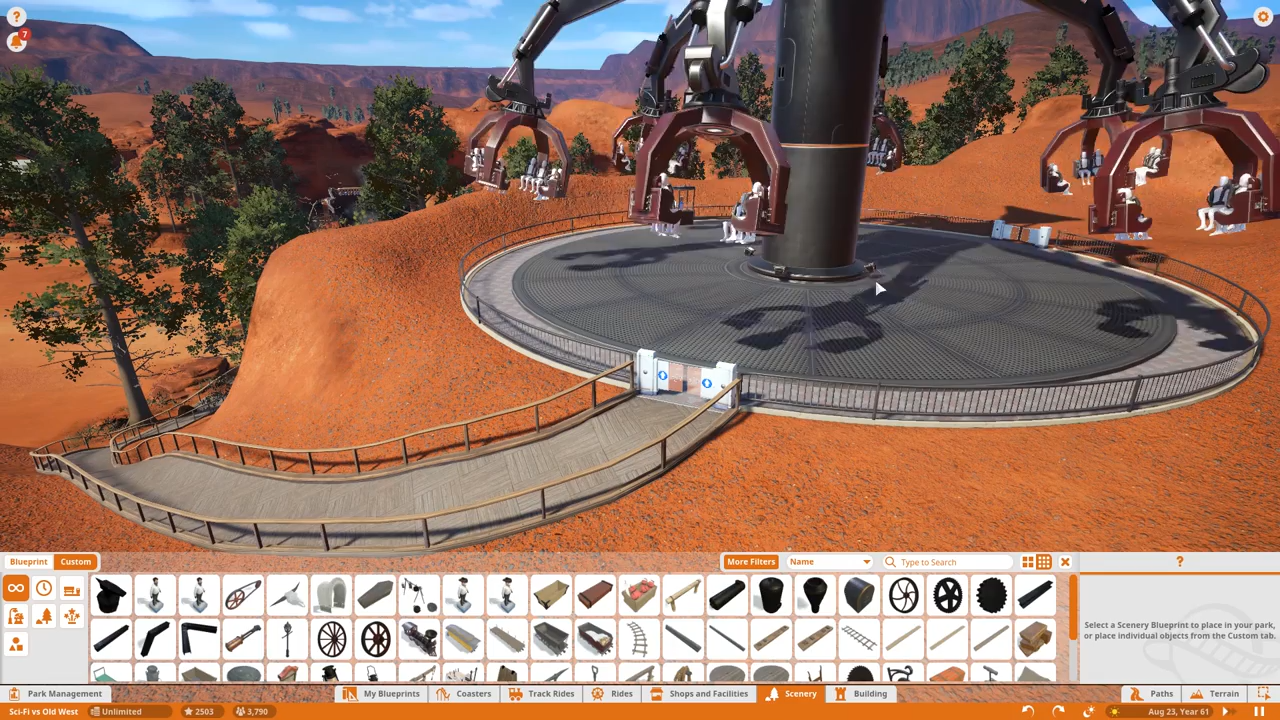 ?
7
Blueprint
Custom
More Filters
Name
Type to Search
?
Select a Scenery Blueprint to place in your park,
or place individual objects from the Custom tab.
Park Management
My Blueprints
Coasters
Track Rides
Rides
Shops and Facilities
Scenery
Building
Paths
Terrain
Sci-Fi vs Old West
Unlimited
2503
3,790
Aug 23, Year 61